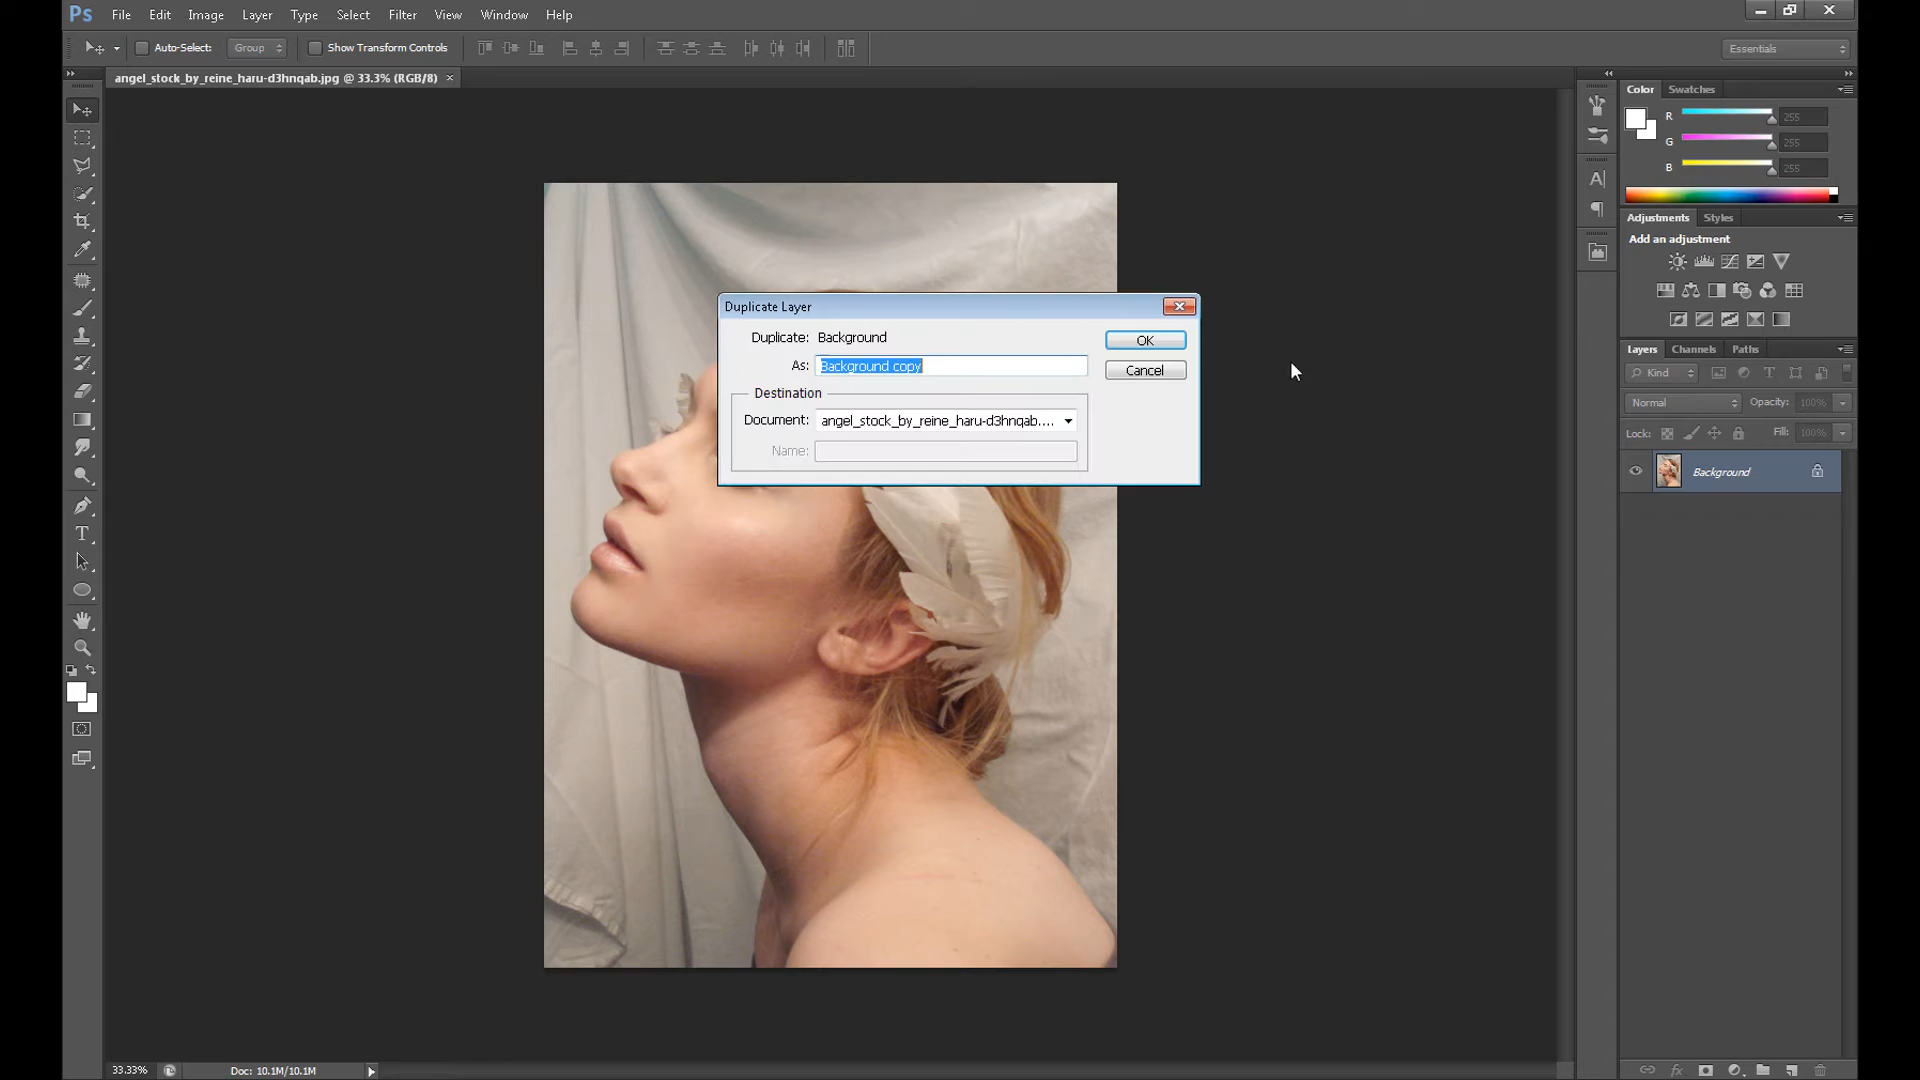 Ps File Edit Image Layer Type Select Filter View Window Help
Auto-Select: Group Show Transform Controls Essentials
angel_stock_by_reine_haru-d3hnqab.jpg @ 33.3% (RGB/8) ×
Color Swatches
R 255
G 255
B 255
Adjustments Styles
Add an adjustment
Duplicate Layer
Duplicate: Background
OK
As: Background copy
Cancel
Destination
Document: angel_stock_by_reine_haru-d3hnqab....
Name:
Layers Channels Paths
Kind
Normal Opacity: 100%
Lock: Fill: 100%
Background
33.33% Doc: 10.1M/10.1M